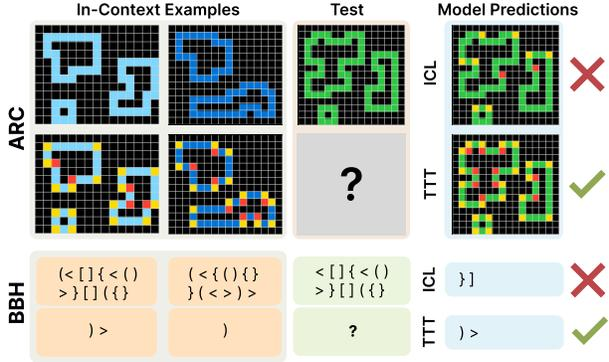 In-Context Examples
Test
Model Predictions
ARC
ICL
?
TTT
BBH
( < [ ] { < ( )
> } [ ] ( { }
( < { ( ) { }
} ( < > ) >
< [ ] { < ( )
> } [ ] ( { }
ICL
} ]
) >
)
?
TTT
) >